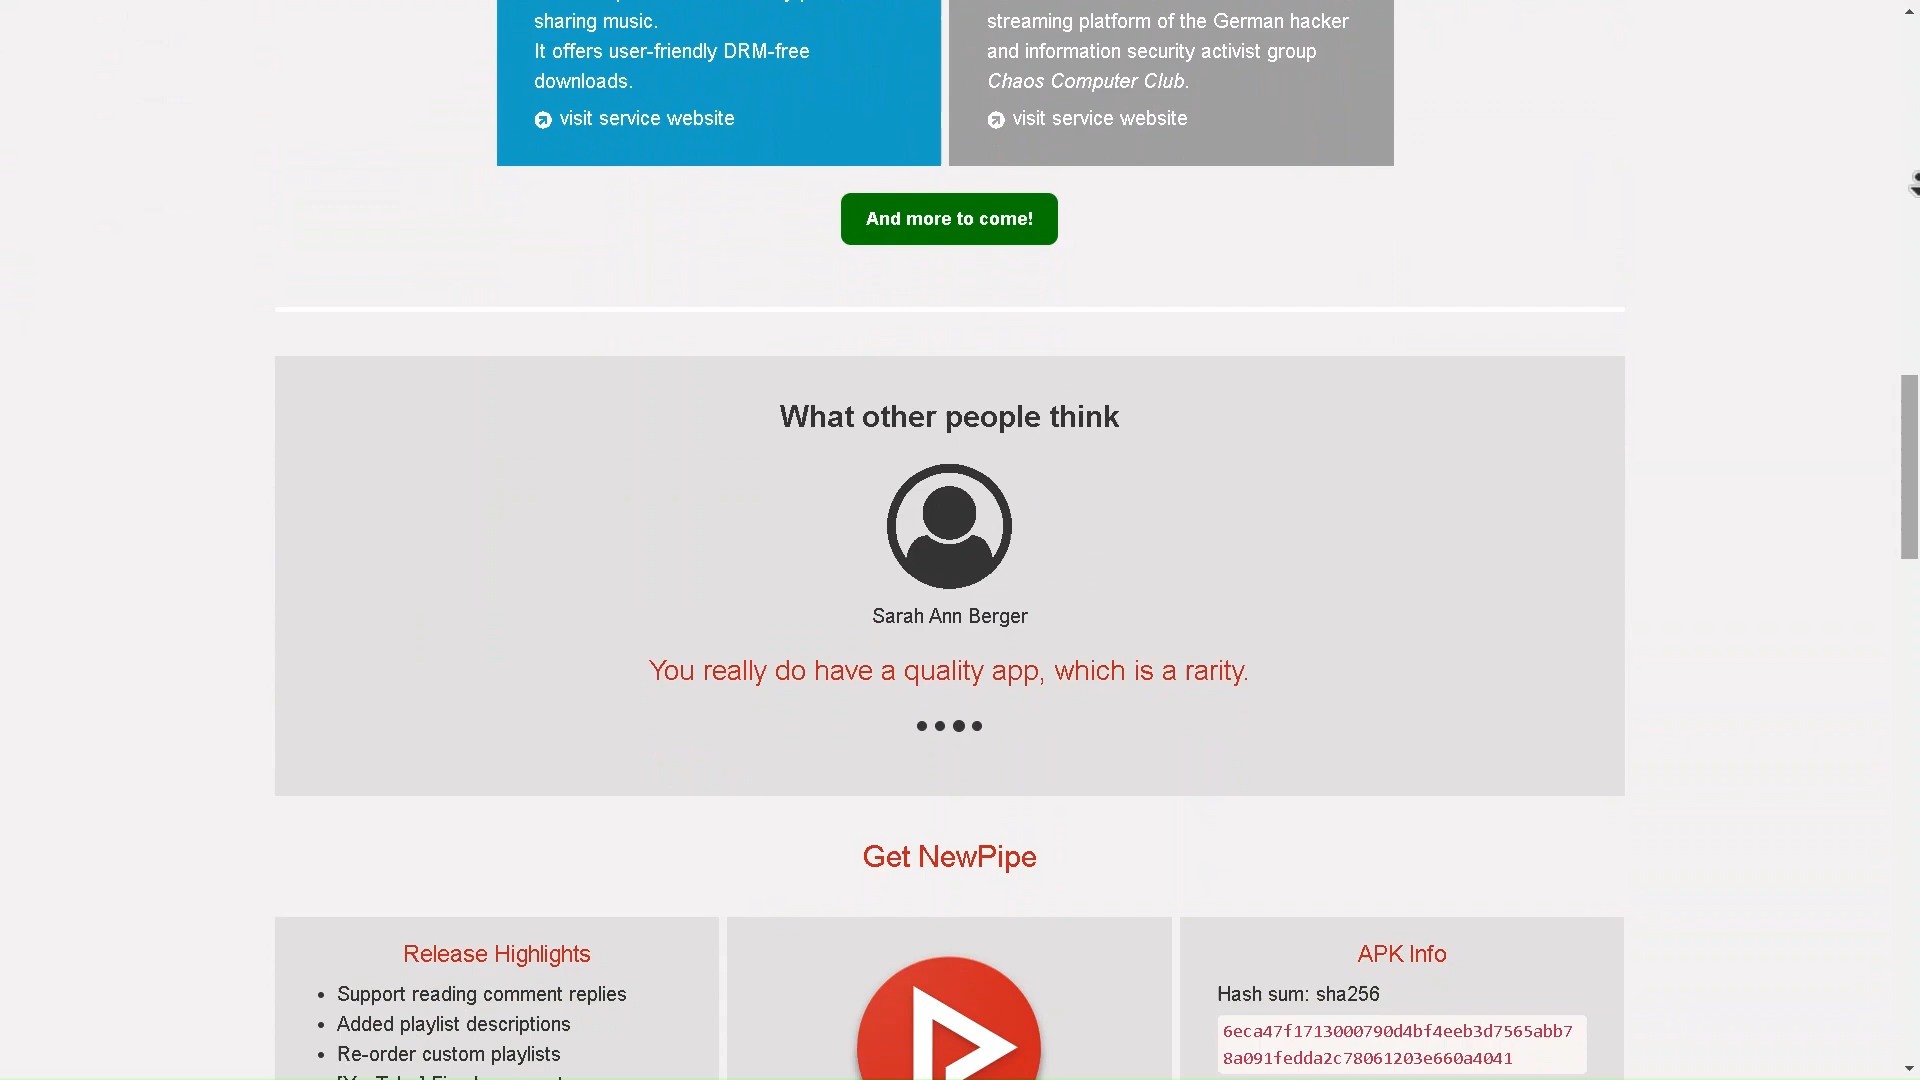 sharing music.
It offers user-friendly DRM-free
downloads.
visit service website
streaming platform of the German hacker
and information security activist group
Chaos Computer Club.
visit service website
And more to come!
What other people think
Sarah Ann Berger
You really do have a quality app, which is a rarity.
Get NewPipe
Release Highlights
Support reading comment replies
Added playlist descriptions
Re-order custom playlists
APK Info
Hash sum: sha256
6eca47f1713000790d4bf4eeb3d7565abb7
8a091fedda2c78061203e660a4041